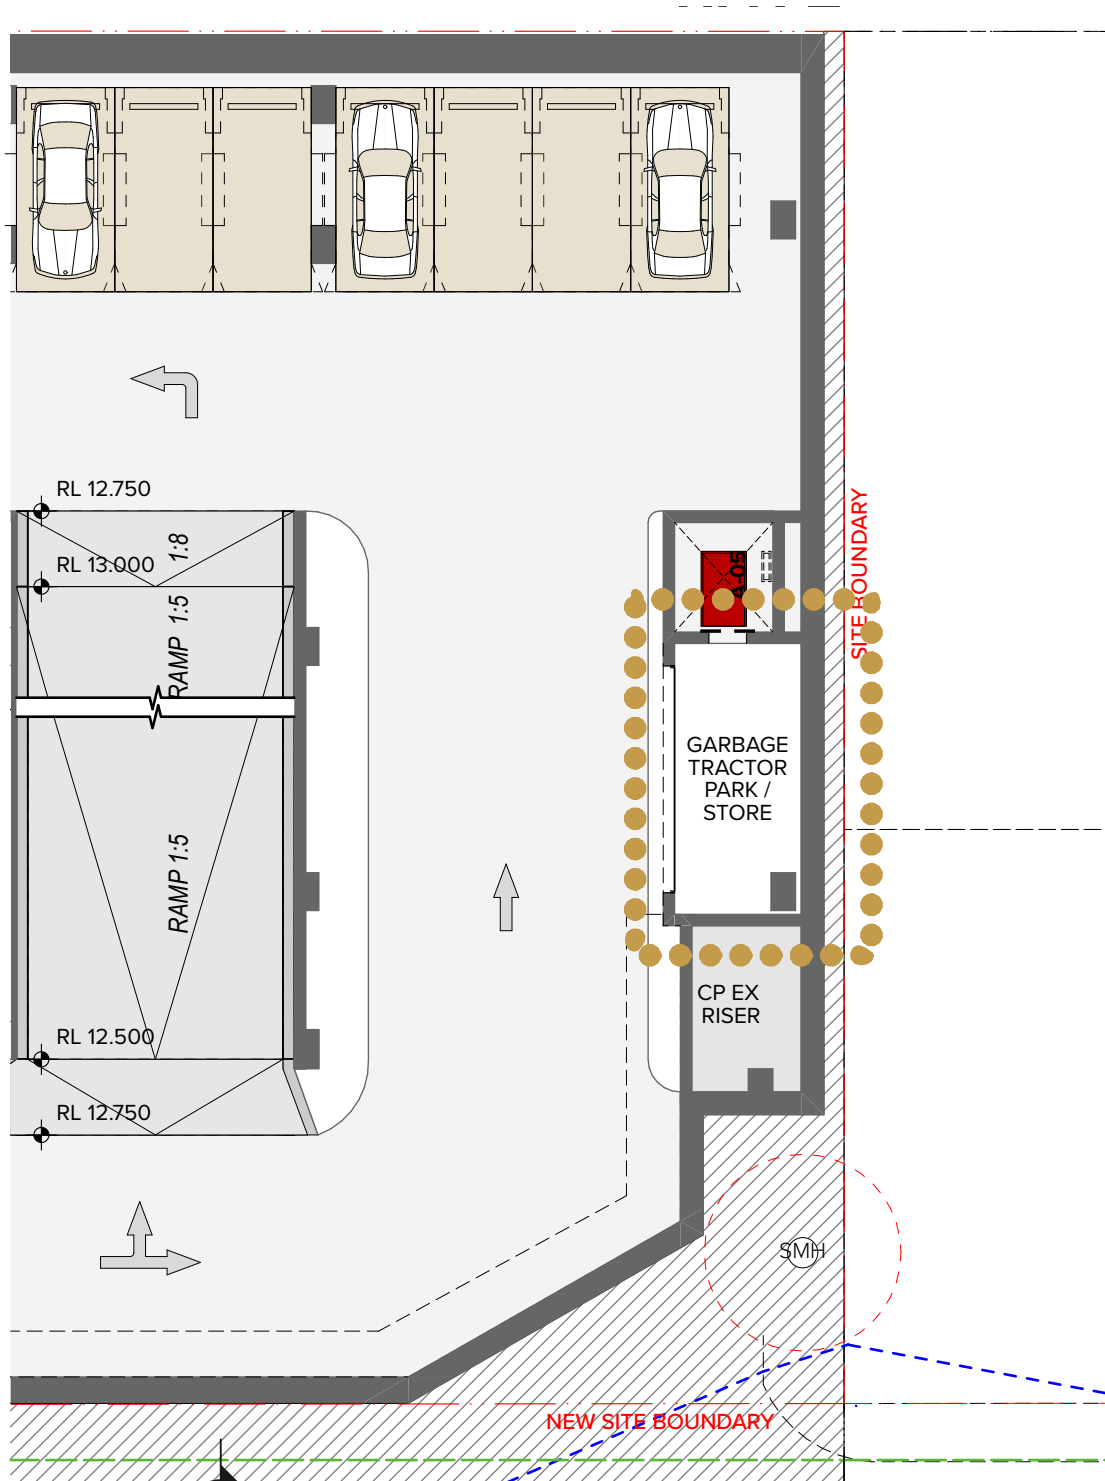 RL 12.750
1:8
RL 13.000
RAMP 1:5
SITE BOUNDARY
GARBAGE
TRACTOR
PARK /
STORE
RAMP 1:5
CP EX
RISER
RL 12.500
RL 12.750
SMH
NEW SITE BOUNDARY